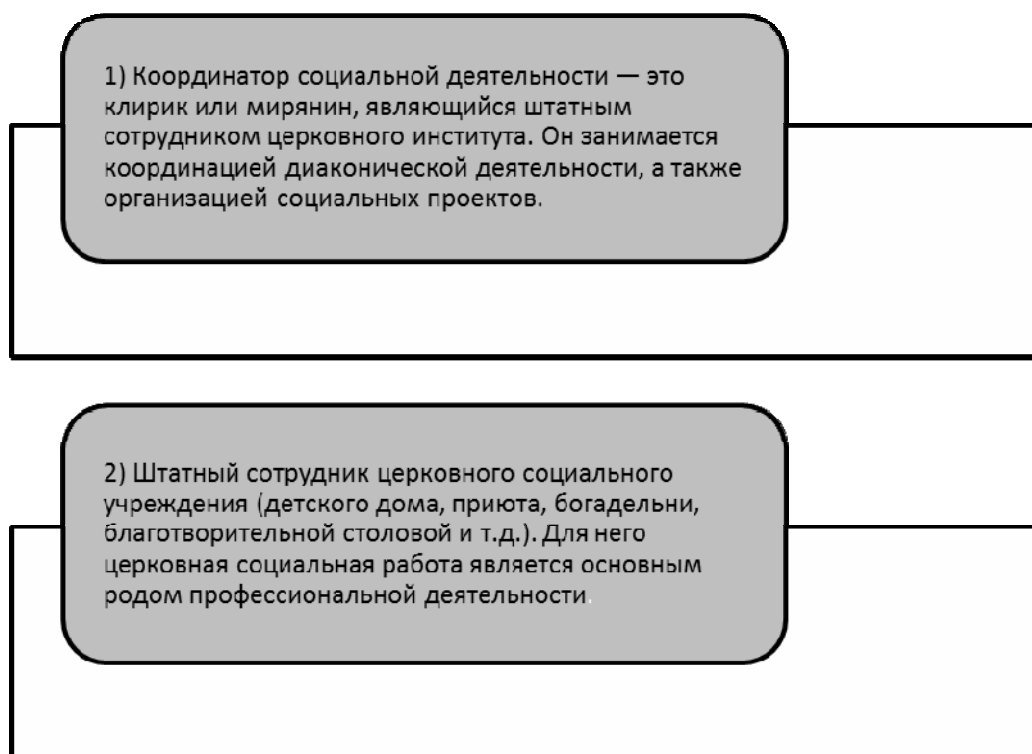 1) Координатор социальной деятельности — это
клирик или мирянин, являющийся штатным
сотрудником церковного института. Он занимается
координацией диаконической деятельности, а также
организацией социальных проектов.
2) Штатный сотрудник церковного социального
учреждения (детского дома, приюта, богадельни,
благотворительной столовой и т.д.). Для него
церковная социальная работа является основным
родом профессиональной деятельности.